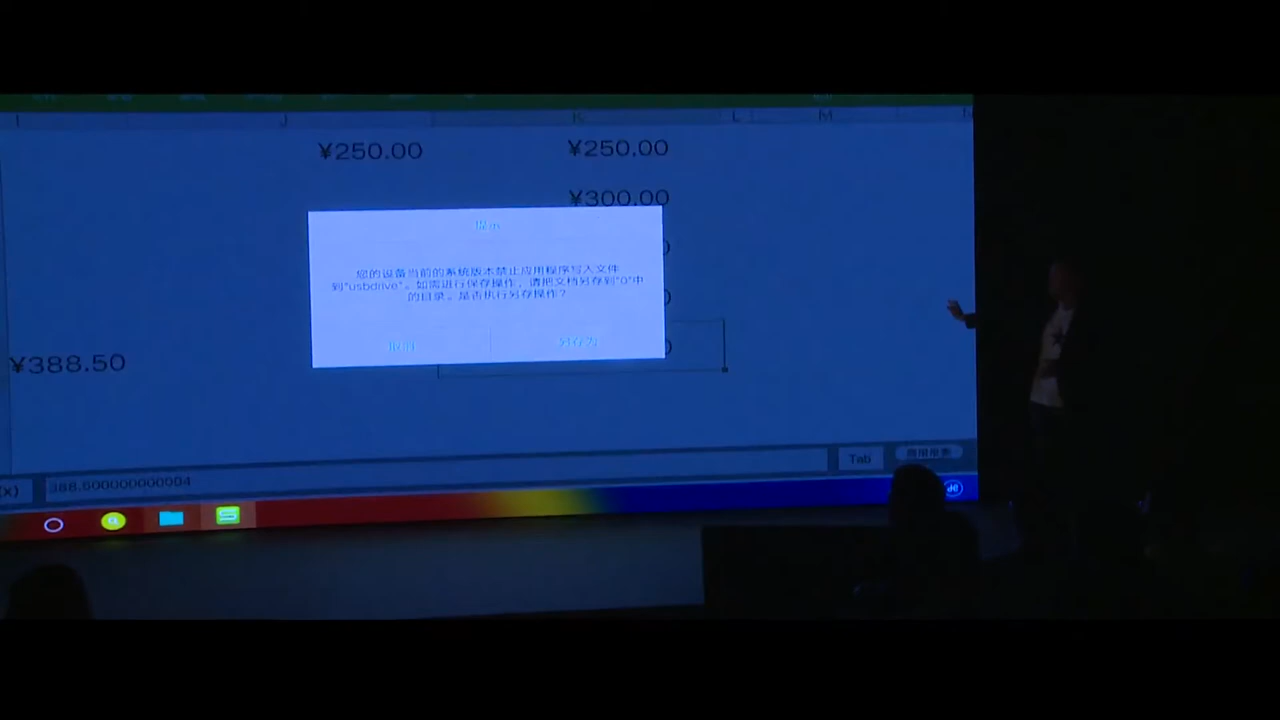 I
J
K
L
M
¥250.00
¥250.00
¥300.00
提示
您的设备当前的系统版本禁止应用程序写入文件
到"usbdrive"。如需进行保存操作，请把文档另存到"0"中
的目录。是否执行另存操作？
取消
另存为
¥388.50
Tab
(x)
388.500000000004